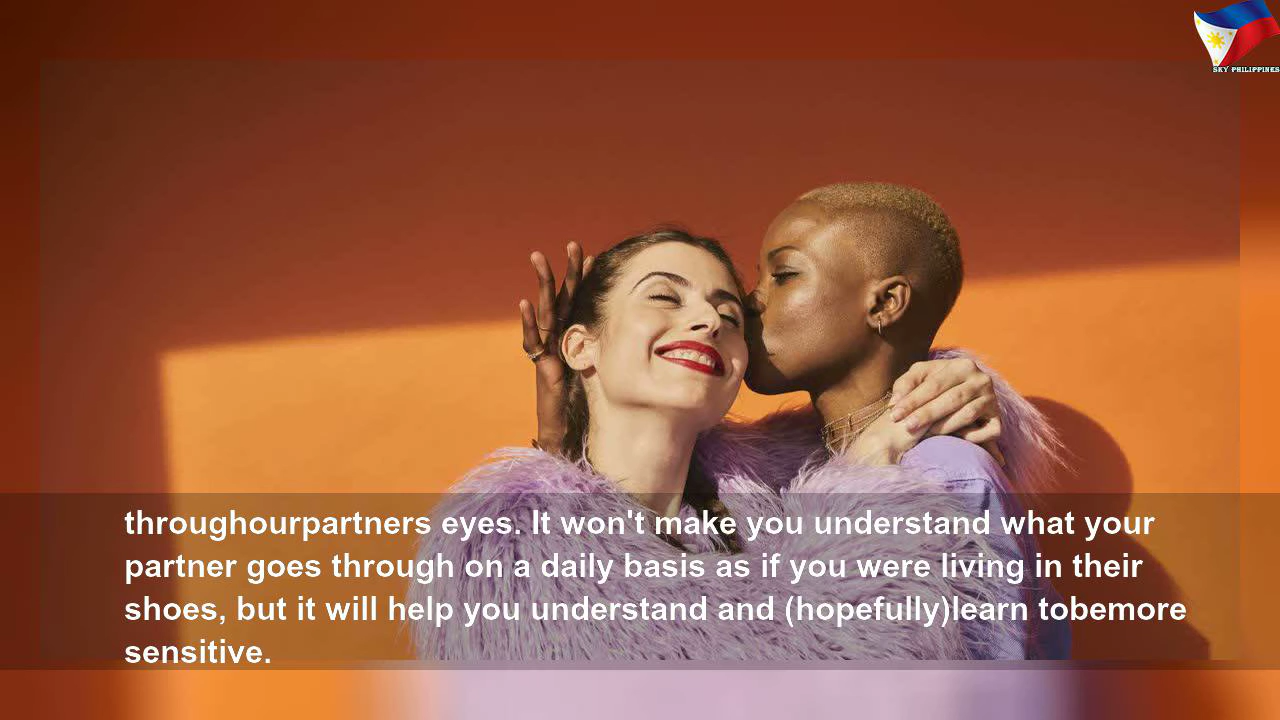 SKY PHILIPPINES
throughourpartners eyes. It won't make you understand what your
partner goes through on a daily basis as if you were living in their
shoes, but it will help you understand and (hopefully)learn tobemore
sensitive.